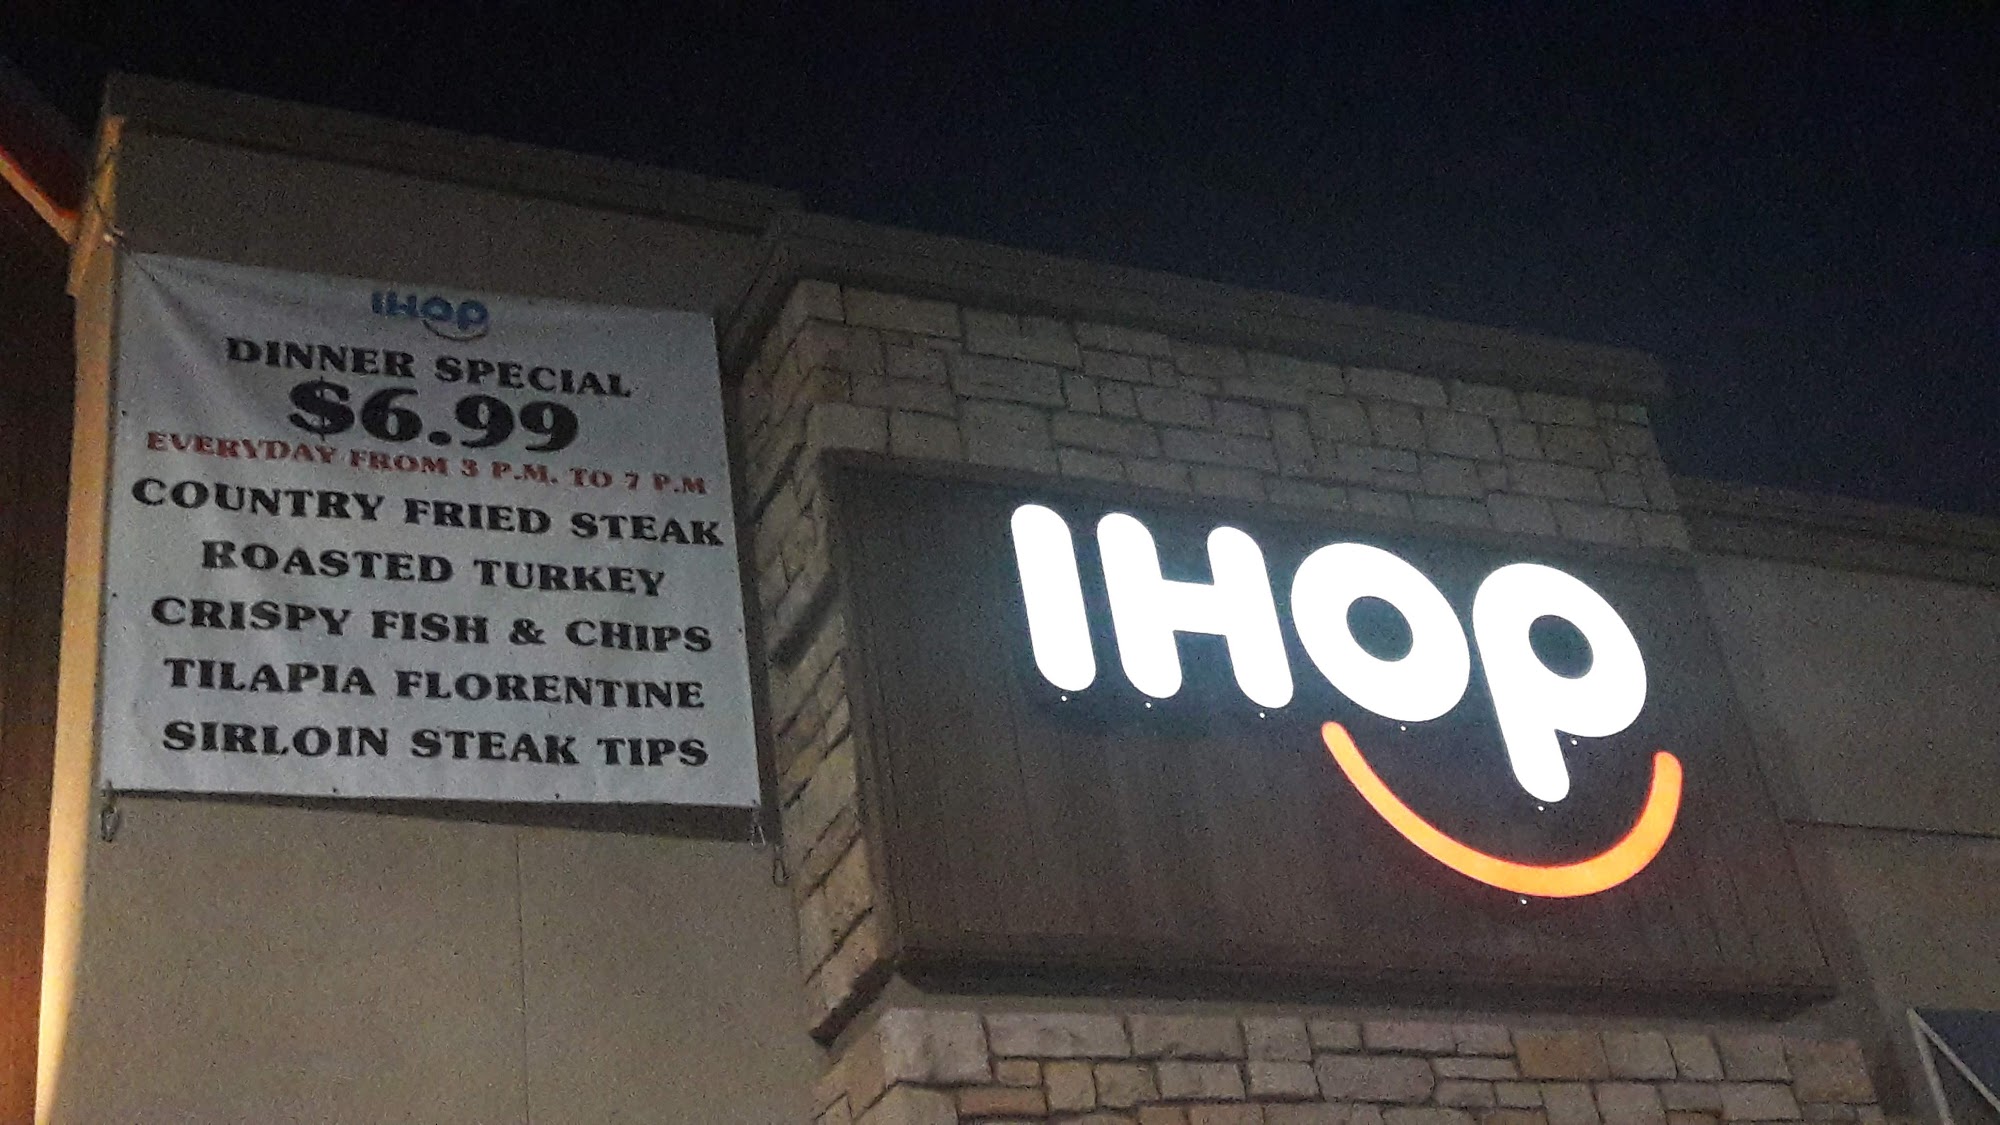 IHOP
DINNER SPECIAL
$6.99
EVERYDAY FROM 3 P.M. TO 7 P.M
COUNTRY FRIED STEAK
ROASTED TURKEY
CRISPY FISH & CHIPS
TILAPIA FLORENTINE
SIRLOIN STEAK TIPS
IHOP